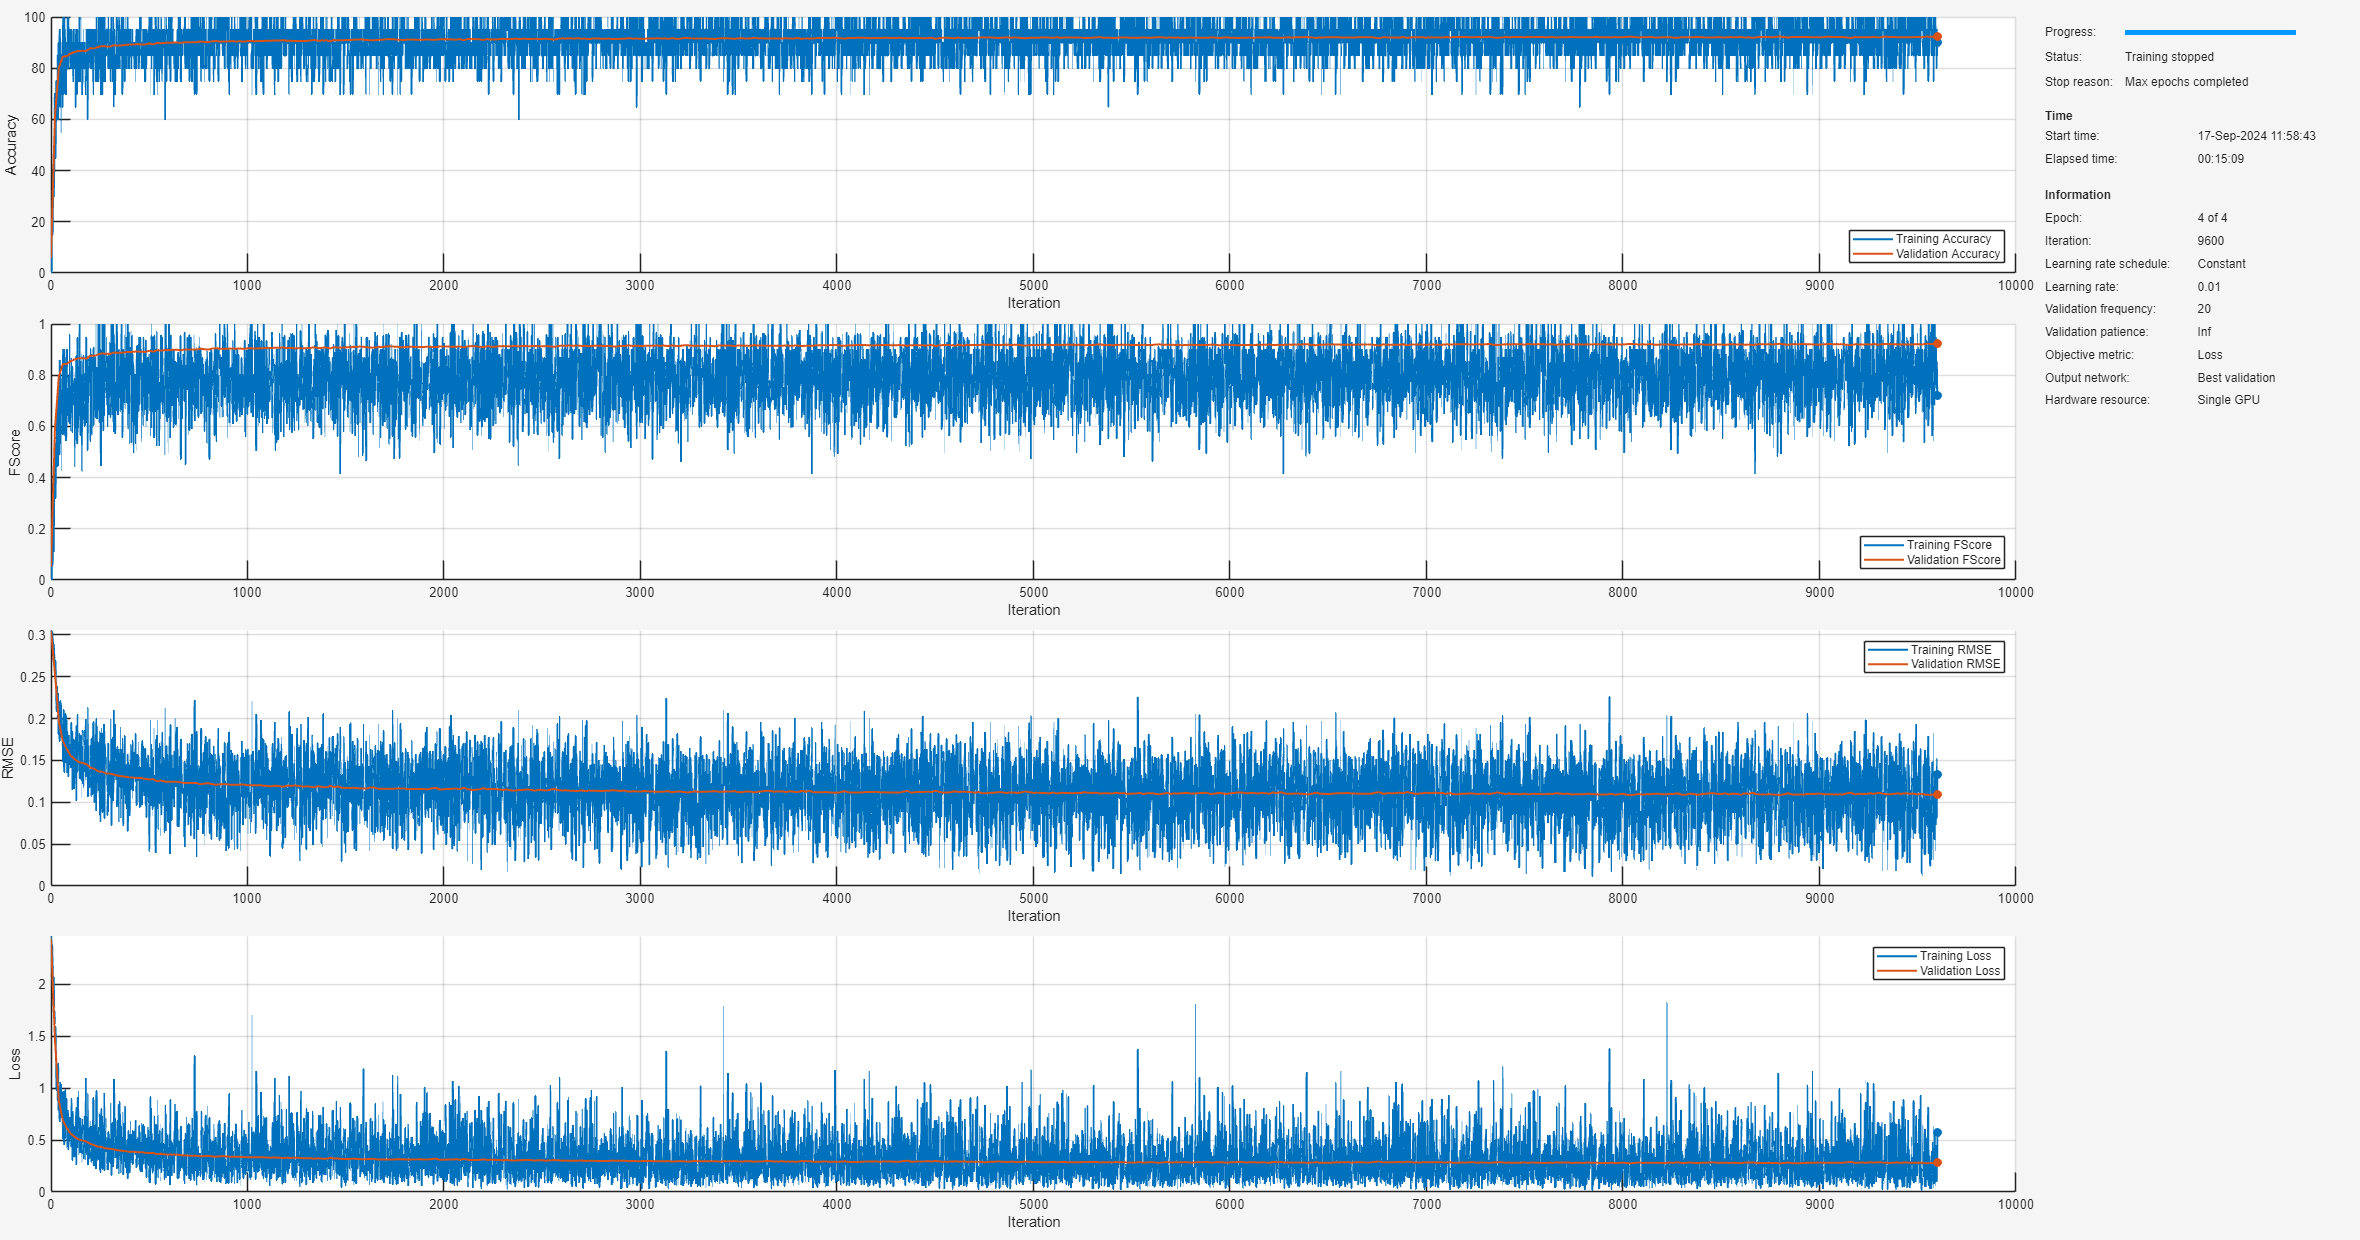 100
80
60
40
20
0
Accuracy
0 1000 2000 3000 4000 5000 6000 7000 8000 9000 10000
Iteration
Training Accuracy
Validation Accuracy
1
0.8
0.6
0.4
0.2
0
FScore
0 1000 2000 3000 4000 5000 6000 7000 8000 9000 10000
Iteration
Training FScore
Validation FScore
0.3
0.25
0.2
0.15
0.1
0.05
0
RMSE
0 1000 2000 3000 4000 5000 6000 7000 8000 9000 10000
Iteration
Training RMSE
Validation RMSE
2
1.5
1
0.5
0
Loss
0 1000 2000 3000 4000 5000 6000 7000 8000 9000 10000
Iteration
Training Loss
Validation Loss
Progress:
Status: Training stopped
Stop reason: Max epochs completed
Time
Start time: 17-Sep-2024 11:58:43
Elapsed time: 00:15:09
Information
Epoch: 4 of 4
Iteration: 9600
Learning rate schedule: Constant
Learning rate: 0.01
Validation frequency: 20
Validation patience: Inf
Objective metric: Loss
Output network: Best validation
Hardware resource: Single GPU